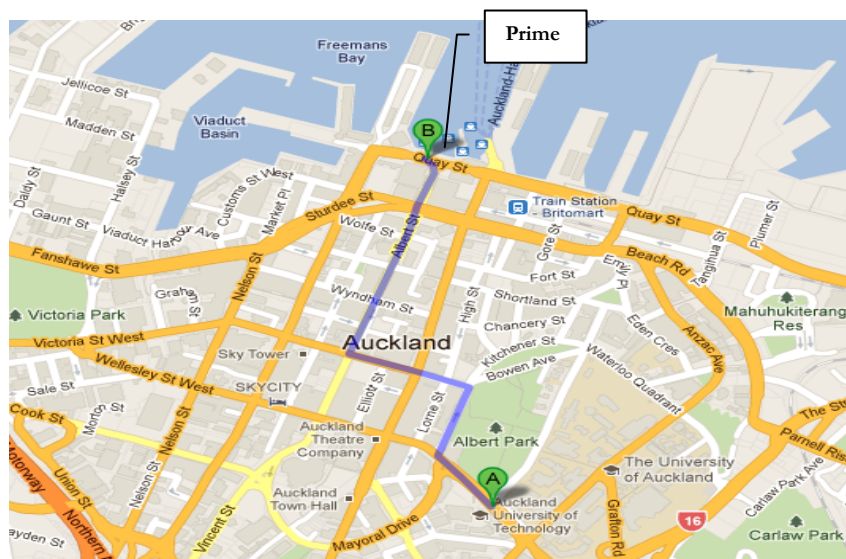 Prime
Freemans
Bay
Auckland-Ha
Jellicoe St
Madden St
Viaduct
Basin
Halsey St
Daldy St
Gaunt St
Viaduct Harbour Ave
Customs St West
Market Pl
Sturdee St
Fanshawe St
Nelson St
Wolfe St
Albert St
B
Quay St
Train Station
- Britomart
Quay St
Plumer St
Tangihua St
Beach Rd
Gore St
Emily Pl
Fort St
Shortland St
High St
Chancery St
Kitchener St
Bowen Ave
Eden Cres
Anzac Ave
Waterloo Quadrant
Mahuhukiterangi
Res
Victoria Park
Graham
Wyndham St
Victoria St West
Sky Tower
Auckland
Wellesley St West
SKYCITY
Sale St
Cook St
Morton St
Nelson St
Elliott St
Lorne St
Albert Park
Auckland
Theatre
Company
Auckland
Town Hall
A
Auckland
University of
Technology
The University
of Auckland
The Str
Parnell Ris
Carlaw Park Ave
Carlaw Park
Grafton Rd
16
Mayoral Drive
Vincent St
Union St
Motorway
Northern
ayden St